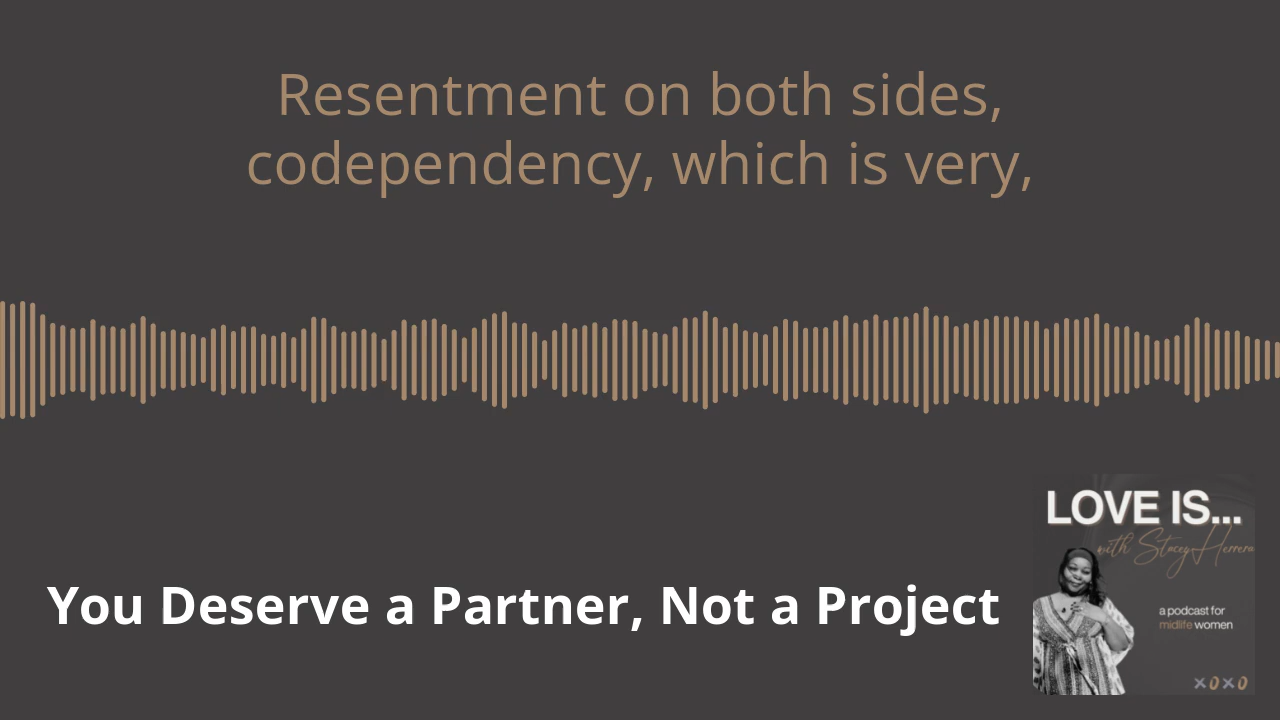 Resentment on both sides,
codependency, which is very,
LOVE IS...
with Stacey Herrera
You Deserve a Partner, Not a Project
a podcast for
midlife women
XOXO